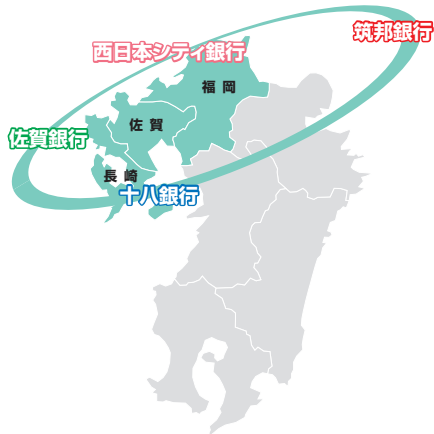 筑邦銀行
西日本シティ銀行
福岡
佐賀
佐賀銀行
長崎
十八銀行